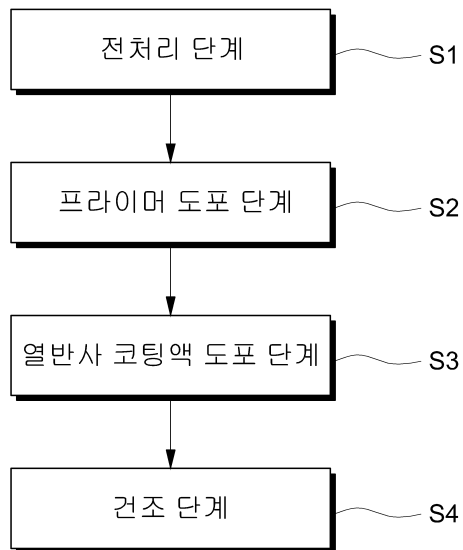 전처리 단계
S1
프라이머 도포 단계
S2
열반사 코팅액 도포 단계
S3
건조 단계
S4